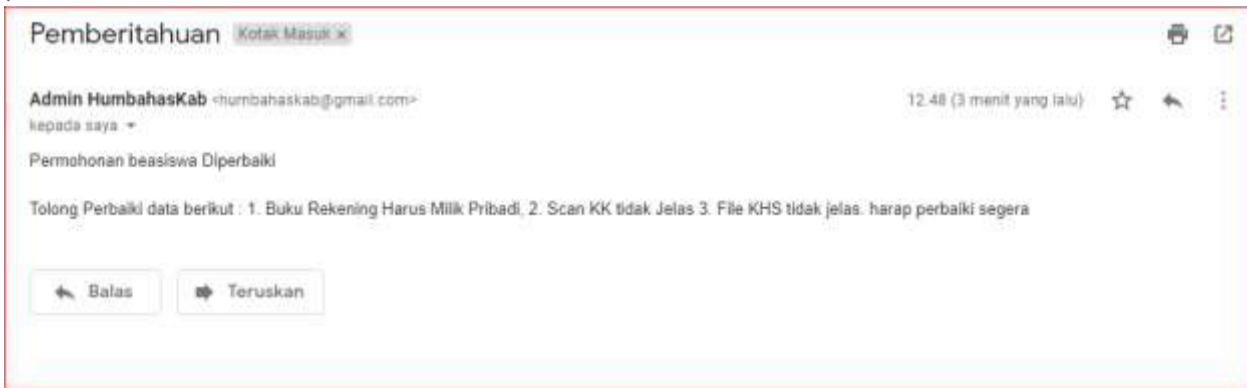 Pemberitahuan Kotak Masuk ×
Admin HumbahasKab <humbahaskab@gmail.com> 12.48 (3 menit yang lalu)
kepada saya
Permohonan beasiswa Diperbaiki
Tolong Perbaiki data berikut : 1. Buku Rekening Harus Milik Pribadi, 2. Scan KK tidak Jelas 3. File KHS tidak jelas. harap perbaiki segera
Balas Teruskan